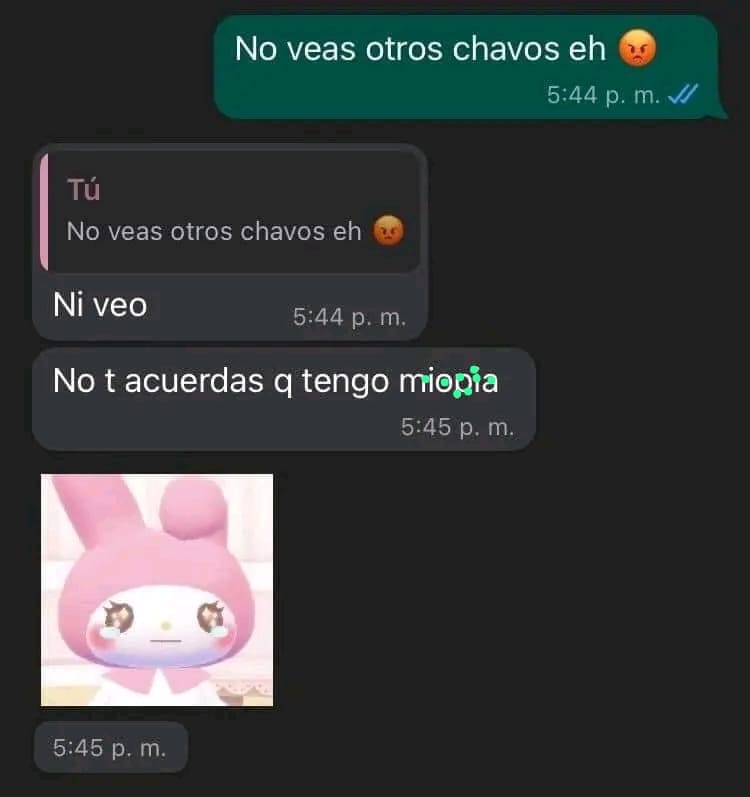 No veas otros chavos eh 😡
5:44 p. m.
Tú
No veas otros chavos eh 😡
Ni veo
5:44 p. m.
No t acuerdas q tengo miopía
5:45 p. m.
5:45 p. m.